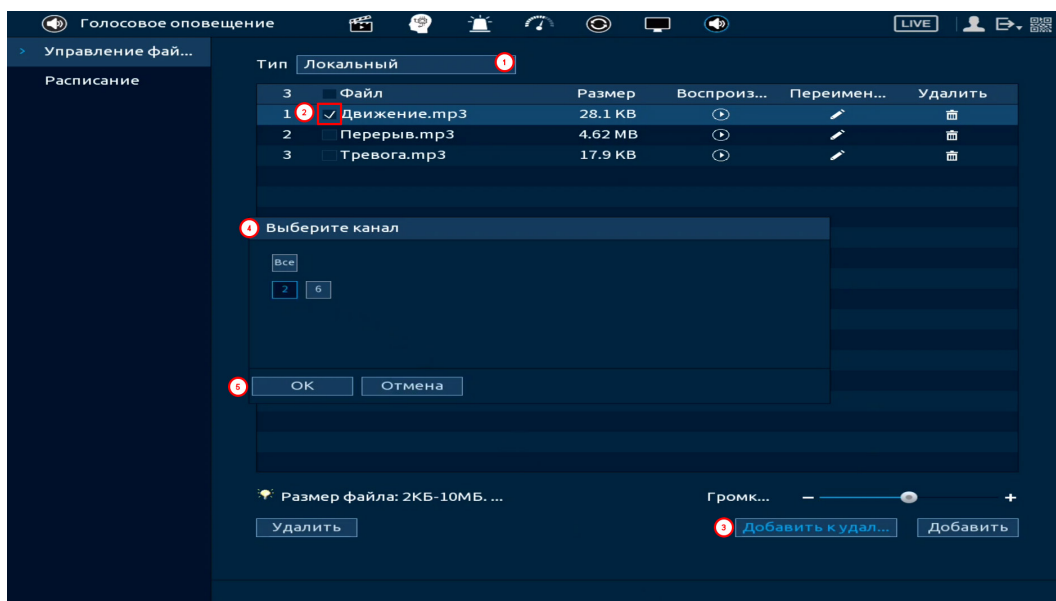 Голосовое оповещение LIVE
> Управление фай...
Расписание
Тип Локальный 1
3 Файл Размер Воспроиз... Переимен... Удалить
1 2 Движение.mp3 28.1 KB
2 Перерыв.mp3 4.62 MB
3 Тревога.mp3 17.9 KB
4 Выберите канал
Все
2 6
5 OK Отмена
Размер файла: 2КБ-10МБ. ... Громк... − +
Удалить 3 Добавить к удал... Добавить